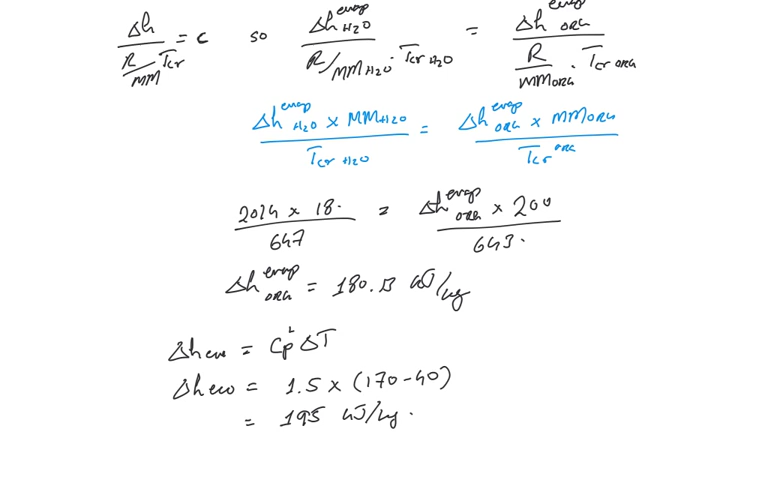 Δh / (R/MM Tcr) = c so Δh evap H2O / (R/MM H2O · Tcr H2O) = Δh evap ORG / (R/MM ORG · Tcr ORG)
Δh evap H2O × MM H2O / Tcr H2O = Δh evap ORG × MM ORG / Tcr ORG
2014 × 18. / 647 = Δh evap ORG × 200 / 643.
Δh evap ORG = 180.13 kJ/kg
Δh = Cp ΔT
Δh eco = 1.5 × (170-40)
= 195 kJ/kg.